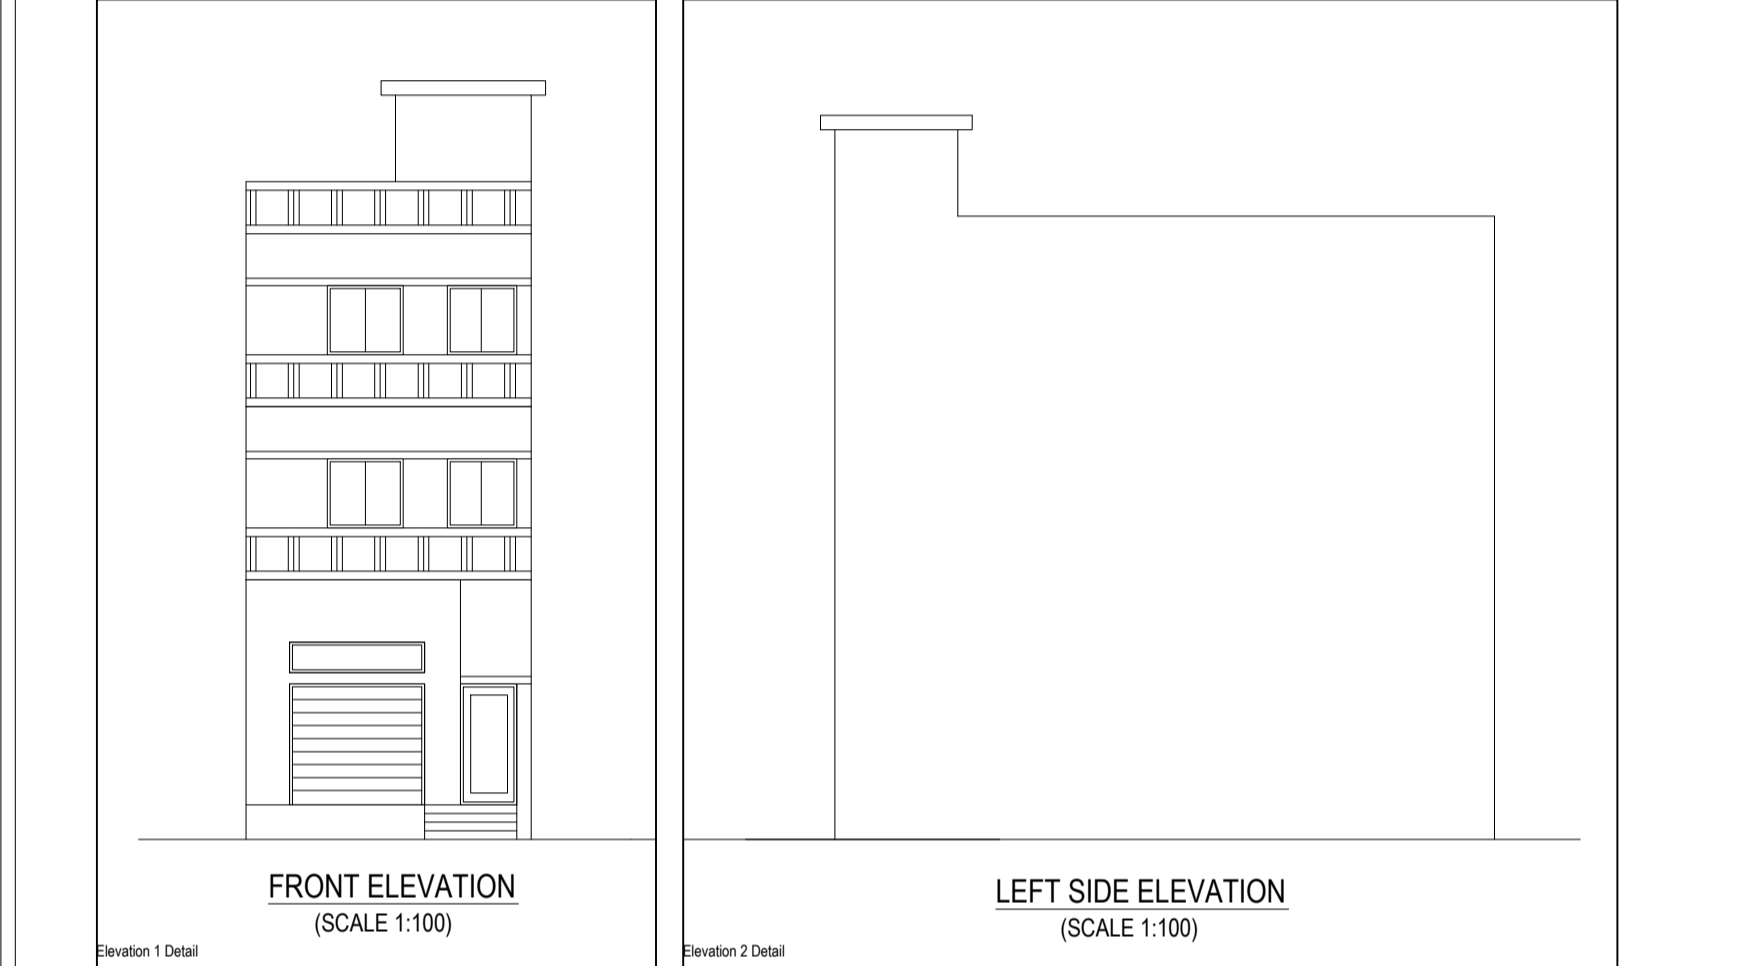 FRONT ELEVATION
(SCALE 1:100)
Elevation 1 Detail
LEFT SIDE ELEVATION
(SCALE 1:100)
Elevation 2 Detail